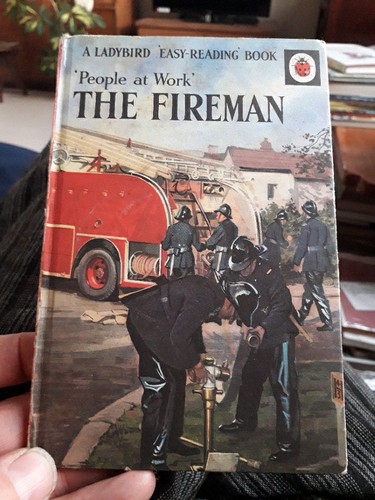 A LADYBIRD 'EASY-READING' BOOK
'People at Work'
THE FIREMAN